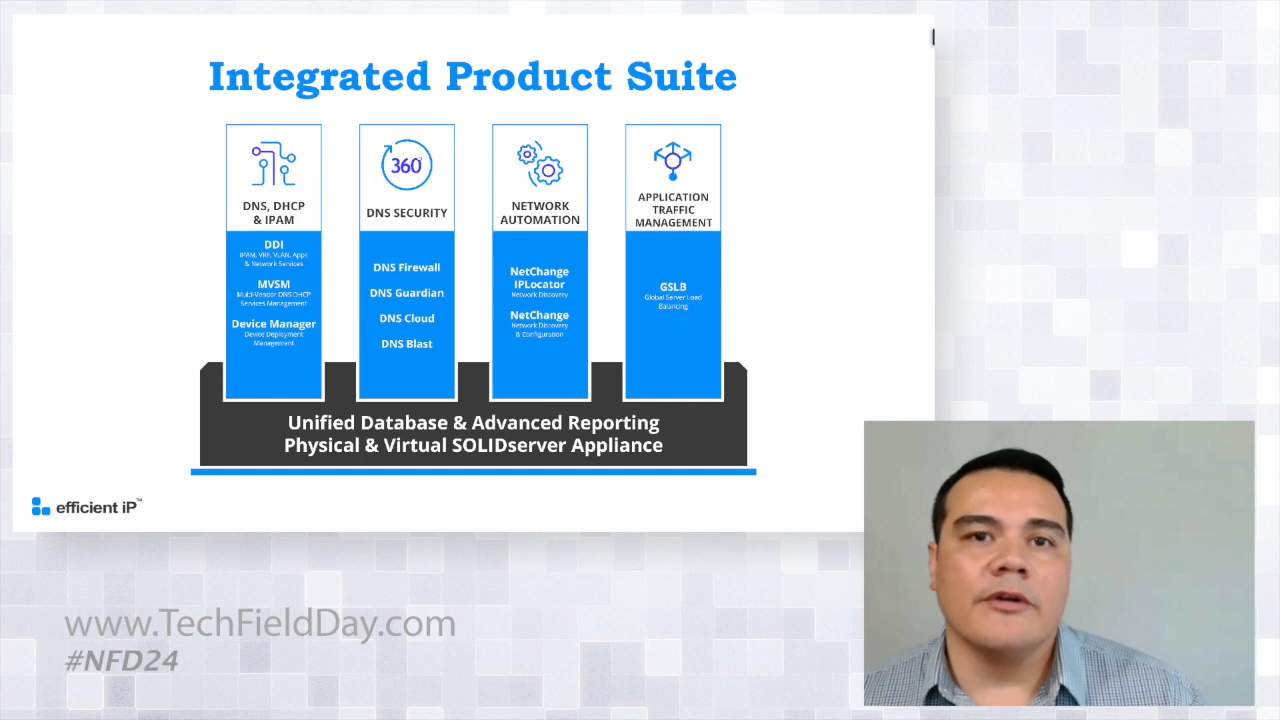 Integrated Product Suite
DNS, DHCP
& IPAM
DDI
IPAM, VRF, VLAN, Apps
& Network Services
MVSM
Multi-Vendor DNS DHCP
Services Management
Device Manager
Device Deployment
Management
360°
DNS SECURITY
DNS Firewall
DNS Guardian
DNS Cloud
DNS Blast
NETWORK
AUTOMATION
NetChange
IPLocator
Network Discovery
NetChange
Network Discovery
& Configuration
APPLICATION
TRAFFIC
MANAGEMENT
GSLB
Global Server Load
Balancing
Unified Database & Advanced Reporting
Physical & Virtual SOLIDserver Appliance
efficient iP™
www.TechFieldDay.com
#NFD24